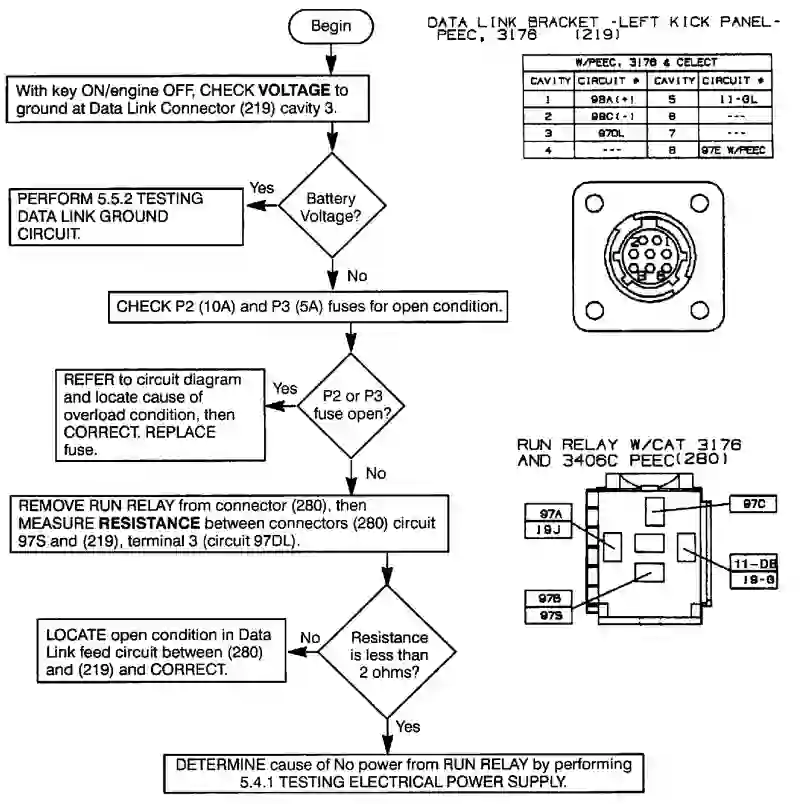 Begin
DATA LINK BRACKET -LEFT KICK PANEL-
PEEC, 3176 (219)
With key ON/engine OFF, CHECK VOLTAGE to
ground at Data Link Connector (219) cavity 3.
W/PEEC, 3176 & CELECT
CAVITY CIRCUIT # CAVITY CIRCUIT #
1 98A(+) 5 11-GL
2 98C(-) 6 ---
3 97DL 7 ---
4 --- 8 97E W/PEEC
Battery
Voltage?
Yes
PERFORM 5.5.2 TESTING
DATA LINK GROUND
CIRCUIT.
No
2 1
8 6
CHECK P2 (10A) and P3 (5A) fuses for open condition.
P2 or P3
fuse open?
Yes
REFER to circuit diagram
and locate cause of
overload condition, then
CORRECT. REPLACE
fuse.
No
RUN RELAY W/CAT 3176
AND 3406C PEEC(280)
97A
19J
97C
11-DB
19-G
97B
97S
REMOVE RUN RELAY from connector (280), then
MEASURE RESISTANCE between connectors (280) circuit
97S and (219), terminal 3 (circuit 97DL).
Resistance
is less than
2 ohms?
No
LOCATE open condition in Data
Link feed circuit between (280)
and (219) and CORRECT.
Yes
DETERMINE cause of No power from RUN RELAY by performing
5.4.1 TESTING ELECTRICAL POWER SUPPLY.